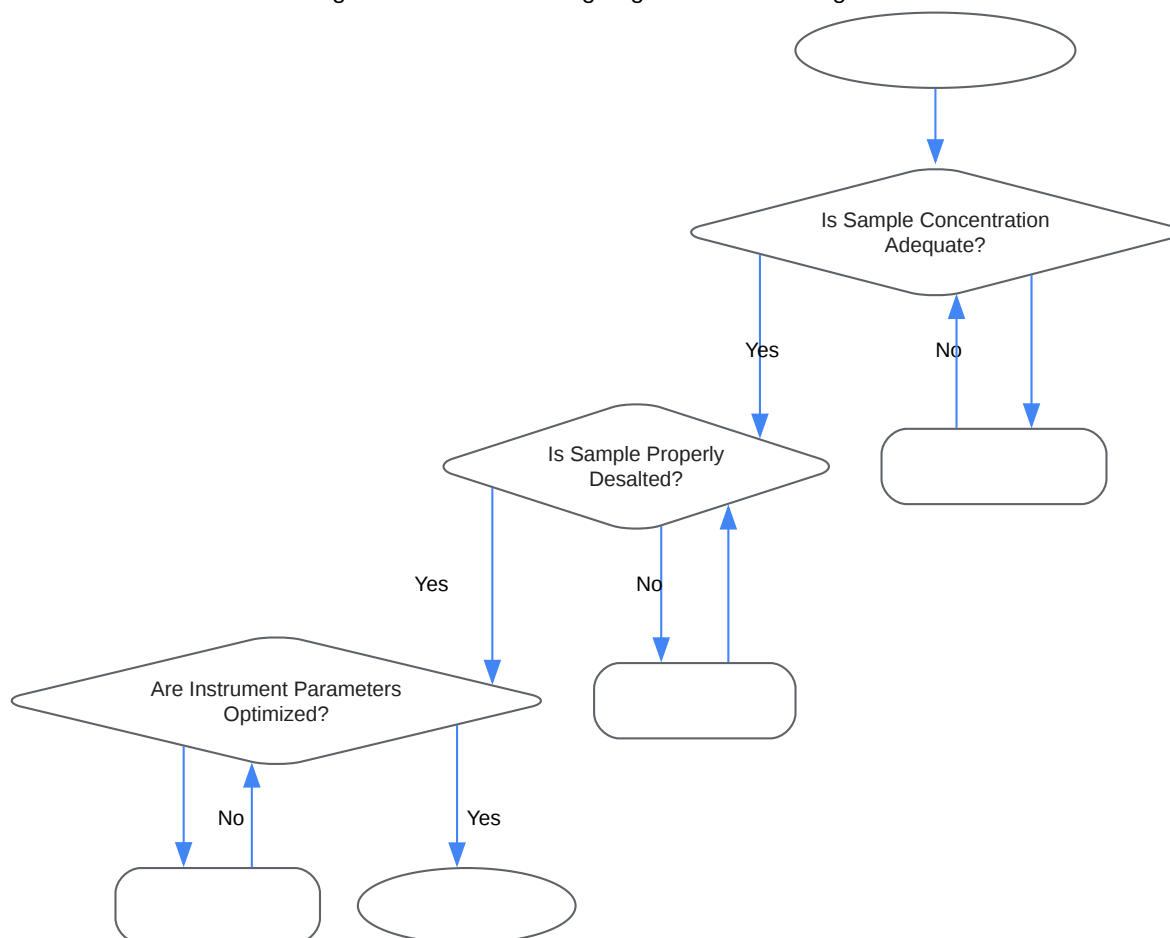 Is Sample Concentration
Adequate?
Yes
No
Is Sample Properly
Desalted?
Yes
No
Are Instrument Parameters
Optimized?
No
Yes